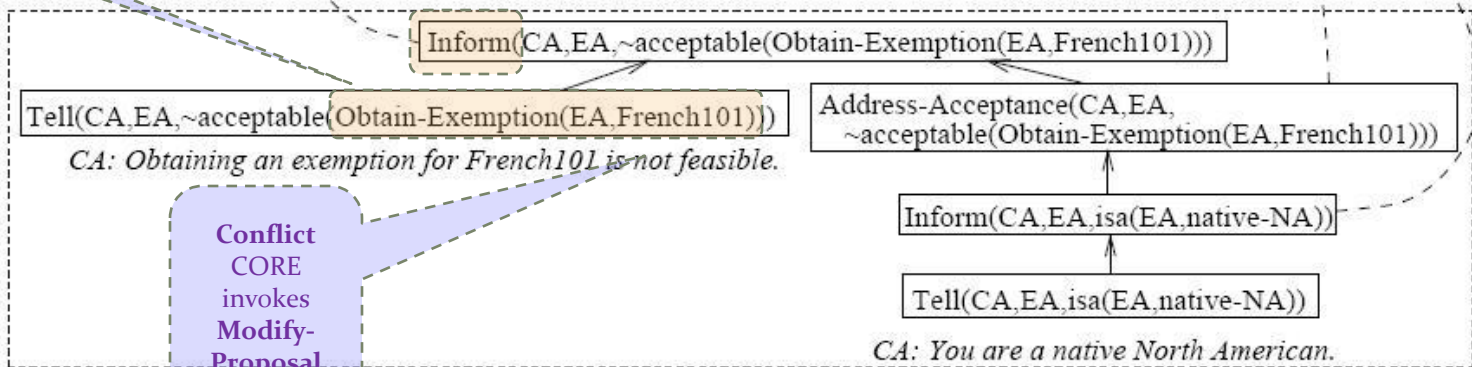 Inform(CA,EA,~acceptable(Obtain-Exemption(EA,French101)))
Tell(CA,EA,~acceptable(Obtain-Exemption(EA,French101)))
CA: Obtaining an exemption for French101 is not feasible.
Address-Acceptance(CA,EA,
~acceptable(Obtain-Exemption(EA,French101)))
Inform(CA,EA,isa(EA,native-NA))
Tell(CA,EA,isa(EA,native-NA))
CA: You are a native North American.
Conflict
CORE
invokes
Modify-
Proposal